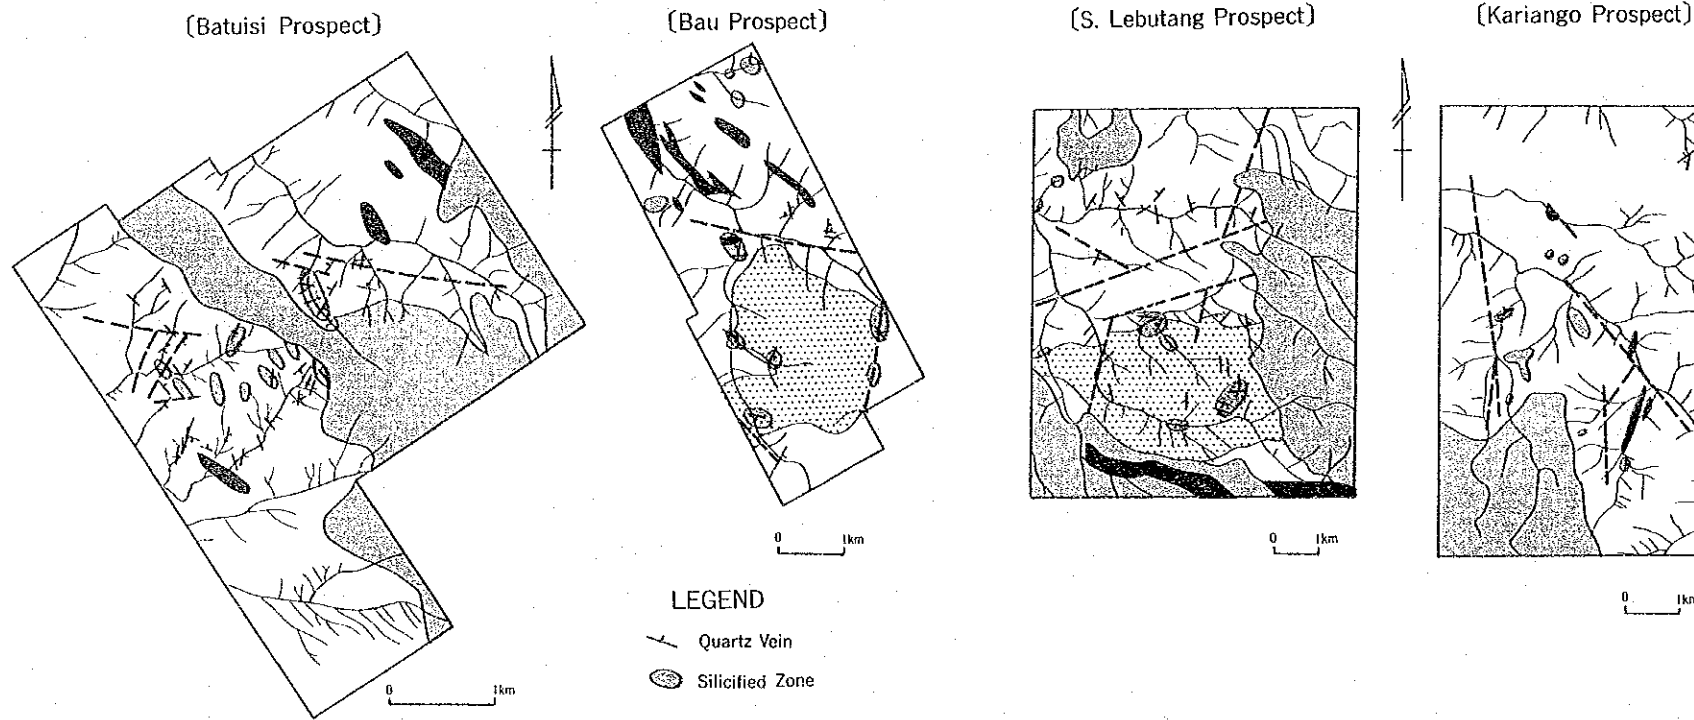 (Batuisi Prospect)
(Bau Prospect)
(S. Lebutang Prospect)
(Kariango Prospect)
0 1km
0 1km
0 1km
0 1km
LEGEND
Quartz Vein
Silicified Zone